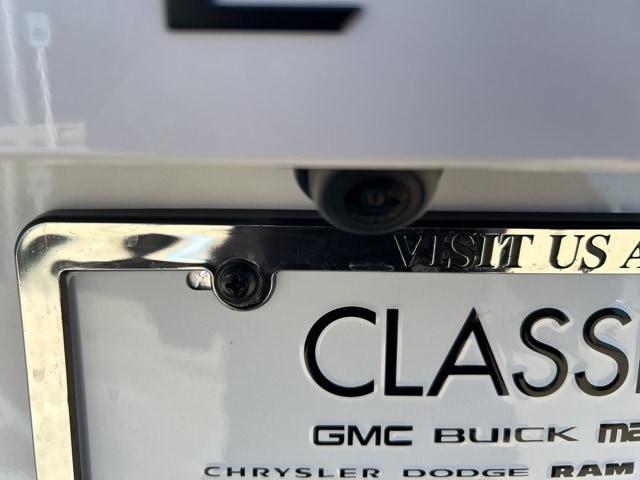 VISIT US A
CLASS
GMC BUICK
CHRYSLER DODGE RAM